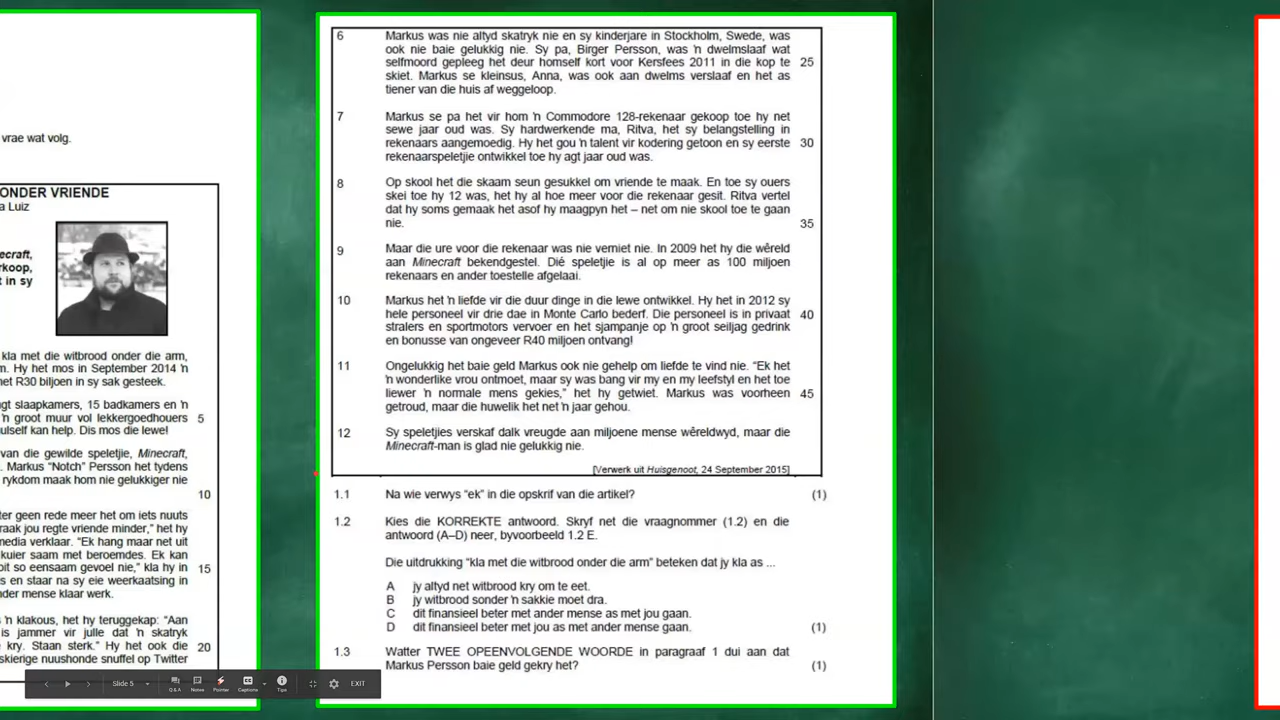 vrae wat volg.
ONDER VRIENDE
a Luiz
ecraft,
rkoop,
t in sy
kla met die witbrood onder die arm,
m. Hy het mos in September 2014 'n
het R30 biljoen in sy sak gesteek.
gt slaapkamers, 15 badkamers en 'n
'n groot muur vol lekkergoedhouers 5
ulself kan help. Dis mos die lewe!
van die gewilde speletjie, Minecraft,
. Markus "Notch" Persson het tydens
rykdom maak hom nie gelukkiger nie
10
ter geen rede meer het om iets nuuts
raak jou regte vriende minder," het hy
media verklaar. "Ek hang maar net uit
kuier saam met beroemdes. Ek kan
oit so eensaam gevoel nie," kla hy in 15
s en staar na sy eie weerkaatsing in
nder mense klaar werk.
s 'n klakous, het hy teruggekap: "Aan
is jammer vir julle dat 'n skatryk
kry. Staan sterk." Hy het ook die 20
skierige nuushonde snuffel op Twitter
6 Markus was nie altyd skatryk nie en sy kinderjare in Stockholm, Swede, was
ook nie baie gelukkig nie. Sy pa, Birger Persson, was 'n dwelmslaaf wat
selfmoord gepleeg het deur homself kort voor Kersfees 2011 in die kop te 25
skiet. Markus se kleinsus, Anna, was ook aan dwelms verslaaf en het as
tiener van die huis af weggeloop.
7 Markus se pa het vir hom 'n Commodore 128-rekenaar gekoop toe hy net
sewe jaar oud was. Sy hardwerkende ma, Ritva, het sy belangstelling in
rekenaars aangemoedig. Hy het gou 'n talent vir kodering getoon en sy eerste 30
rekenaarspeletjie ontwikkel toe hy agt jaar oud was.
8 Op skool het die skaam seun gesukkel om vriende te maak. En toe sy ouers
skei toe hy 12 was, het hy al hoe meer voor die rekenaar gesit. Ritva vertel
dat hy soms gemaak het asof hy maagpyn het – net om nie skool toe te gaan
nie. 35
9 Maar die ure voor die rekenaar was nie verniet nie. In 2009 het hy die wêreld
aan Minecraft bekendgestel. Dié speletjie is al op meer as 100 miljoen
rekenaars en ander toestelle afgelaai.
10 Markus het 'n liefde vir die duur dinge in die lewe ontwikkel. Hy het in 2012 sy
hele personeel vir drie dae in Monte Carlo bederf. Die personeel is in privaat 40
stralers en sportmotors vervoer en het sjampanje op 'n groot seiljag gedrink
en bonusse van ongeveer R40 miljoen ontvang!
11 Ongelukkig het baie geld Markus ook nie gehelp om liefde te vind nie. "Ek het
'n wonderlike vrou ontmoet, maar sy was bang vir my en my leefstyl en het toe
liewer 'n normale mens gekies," het hy getwiet. Markus was voorheen 45
getroud, maar die huwelik het net 'n jaar gehou.
12 Sy speletjies verskaf dalk vreugde aan miljoene mense wêreldwyd, maar die
Minecraft-man is glad nie gelukkig nie.
[Verwerk uit Huisgenoot, 24 September 2015]
1.1 Na wie verwys "ek" in die opskrif van die artikel? (1)
1.2 Kies die KORREKTE antwoord. Skryf net die vraagnommer (1.2) en die
antwoord (A–D) neer, byvoorbeeld 1.2 E.
Die uitdrukking "kla met die witbrood onder die arm" beteken dat jy kla as ...
A jy altyd net witbrood kry om te eet.
B jy witbrood sonder 'n sakkie moet dra.
C dit finansieel beter met ander mense as met jou gaan.
D dit finansieel beter met jou as met ander mense gaan. (1)
1.3 Watter TWEE OPEENVOLGENDE WOORDE in paragraaf 1 dui aan dat
Markus Persson baie geld gekry het? (1)
Slide 5 Q&A Notes Pointer Captions Tips EXIT